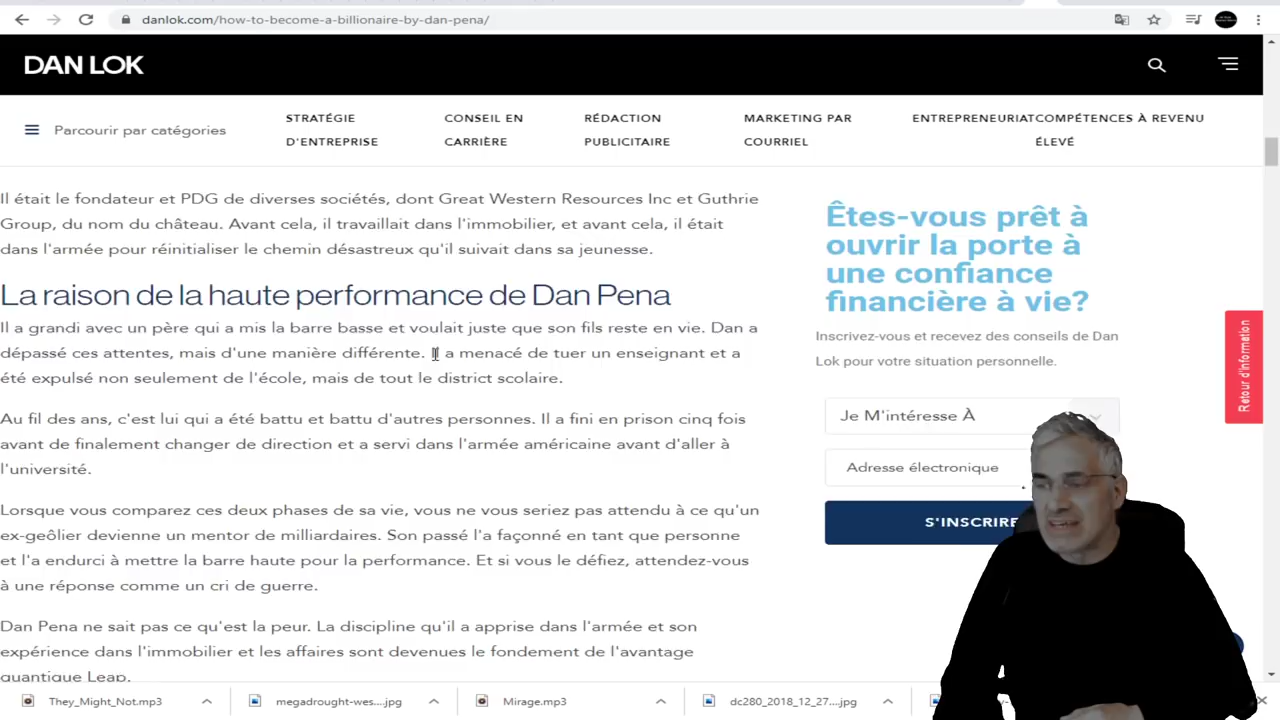 danlok.com/how-to-become-a-billionaire-by-dan-pena/
DAN LOK
Parcourir par catégories
STRATÉGIE
D'ENTREPRISE
CONSEIL EN
CARRIÈRE
RÉDACTION
PUBLICITAIRE
MARKETING PAR
COURRIEL
ENTREPRENEURIATCOMPÉTENCES À REVENU
ÉLEVÉ
Il était le fondateur et PDG de diverses sociétés, dont Great Western Resources Inc et Guthrie
Group, du nom du château. Avant cela, il travaillait dans l'immobilier, et avant cela, il était
dans l'armée pour réinitialiser le chemin désastreux qu'il suivait dans sa jeunesse.
La raison de la haute performance de Dan Pena
Il a grandi avec un père qui a mis la barre basse et voulait juste que son fils reste en vie. Dan a
dépassé ces attentes, mais d'une manière différente. Il a menacé de tuer un enseignant et a
été expulsé non seulement de l'école, mais de tout le district scolaire.
Au fil des ans, c'est lui qui a été battu et battu d'autres personnes. Il a fini en prison cinq fois
avant de finalement changer de direction et a servi dans l'armée américaine avant d'aller à
l'université.
Lorsque vous comparez ces deux phases de sa vie, vous ne vous seriez pas attendu à ce qu'un
ex-geôlier devienne un mentor de milliardaires. Son passé l'a façonné en tant que personne
et l'a endurci à mettre la barre haute pour la performance. Et si vous le défiez, attendez-vous
à une réponse comme un cri de guerre.
Dan Pena ne sait pas ce qu'est la peur. La discipline qu'il a apprise dans l'armée et son
expérience dans l'immobilier et les affaires sont devenues le fondement de l'avantage
quantique Leap.
Êtes-vous prêt à
ouvrir la porte à
une confiance
financière à vie?
Inscrivez-vous et recevez des conseils de Dan
Lok pour votre situation personnelle.
Je M'intéresse À
Adresse électronique
S'INSCRIRE
Retour d'information
They_Might_Not.mp3
megadrought-wes....jpg
Mirage.mp3
dc280_2018_12_27....jpg